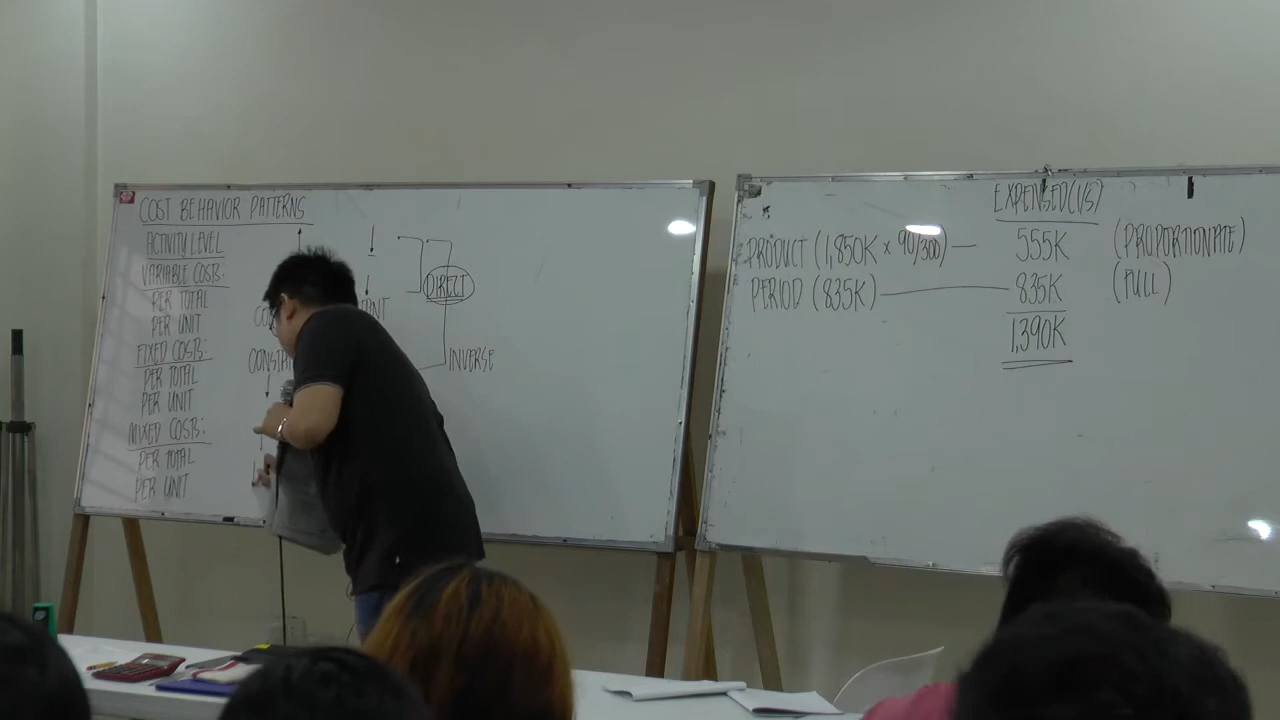 COST BEHAVIOR PATTERNS
ACTIVITY LEVEL
VARIABLE COSTS:
PER TOTAL
DIRECT
PER UNIT
FIXED COSTS:
PER TOTAL
INVERSE
PER UNIT
MIXED COSTS:
PER TOTAL
PER UNIT
EXPENSED (I/S)
PRODUCT (1,850K × 90/300) — 555K (PROPORTIONATE)
PERIOD (835K) — 835K (FULL)
1,390K